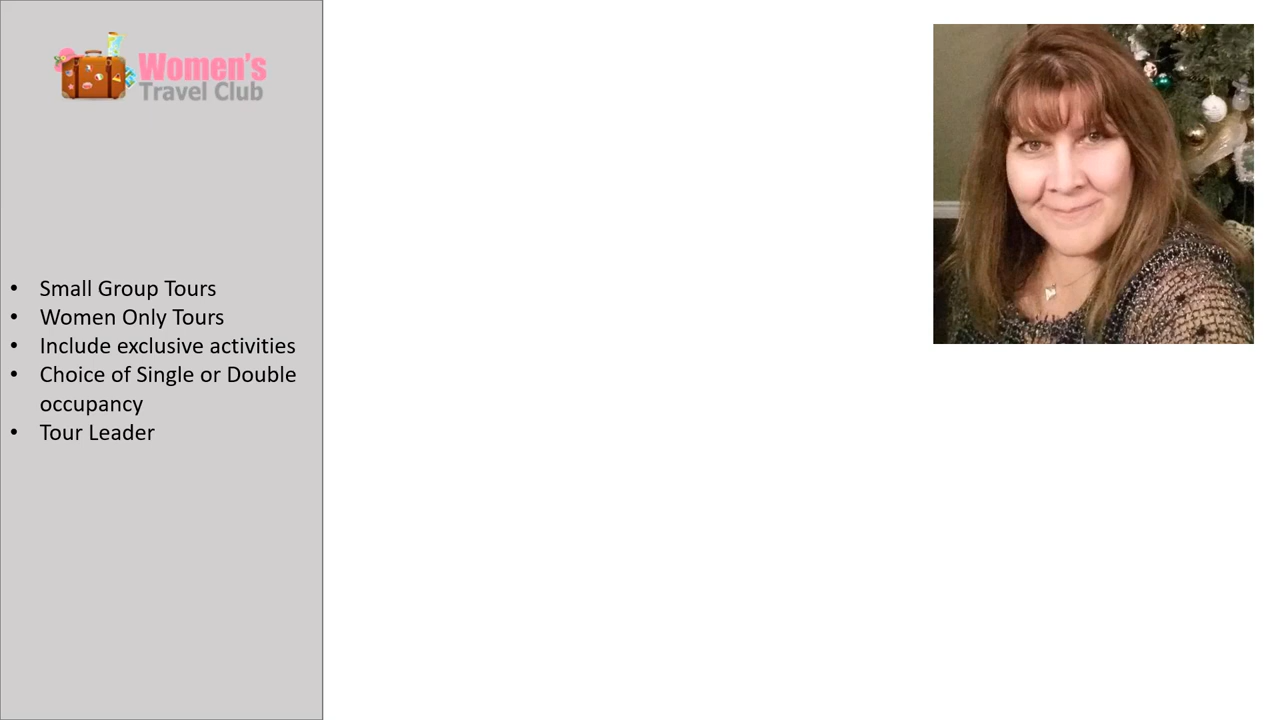 Women's
Travel Club
• Small Group Tours
• Women Only Tours
• Include exclusive activities
• Choice of Single or Double
occupancy
• Tour Leader